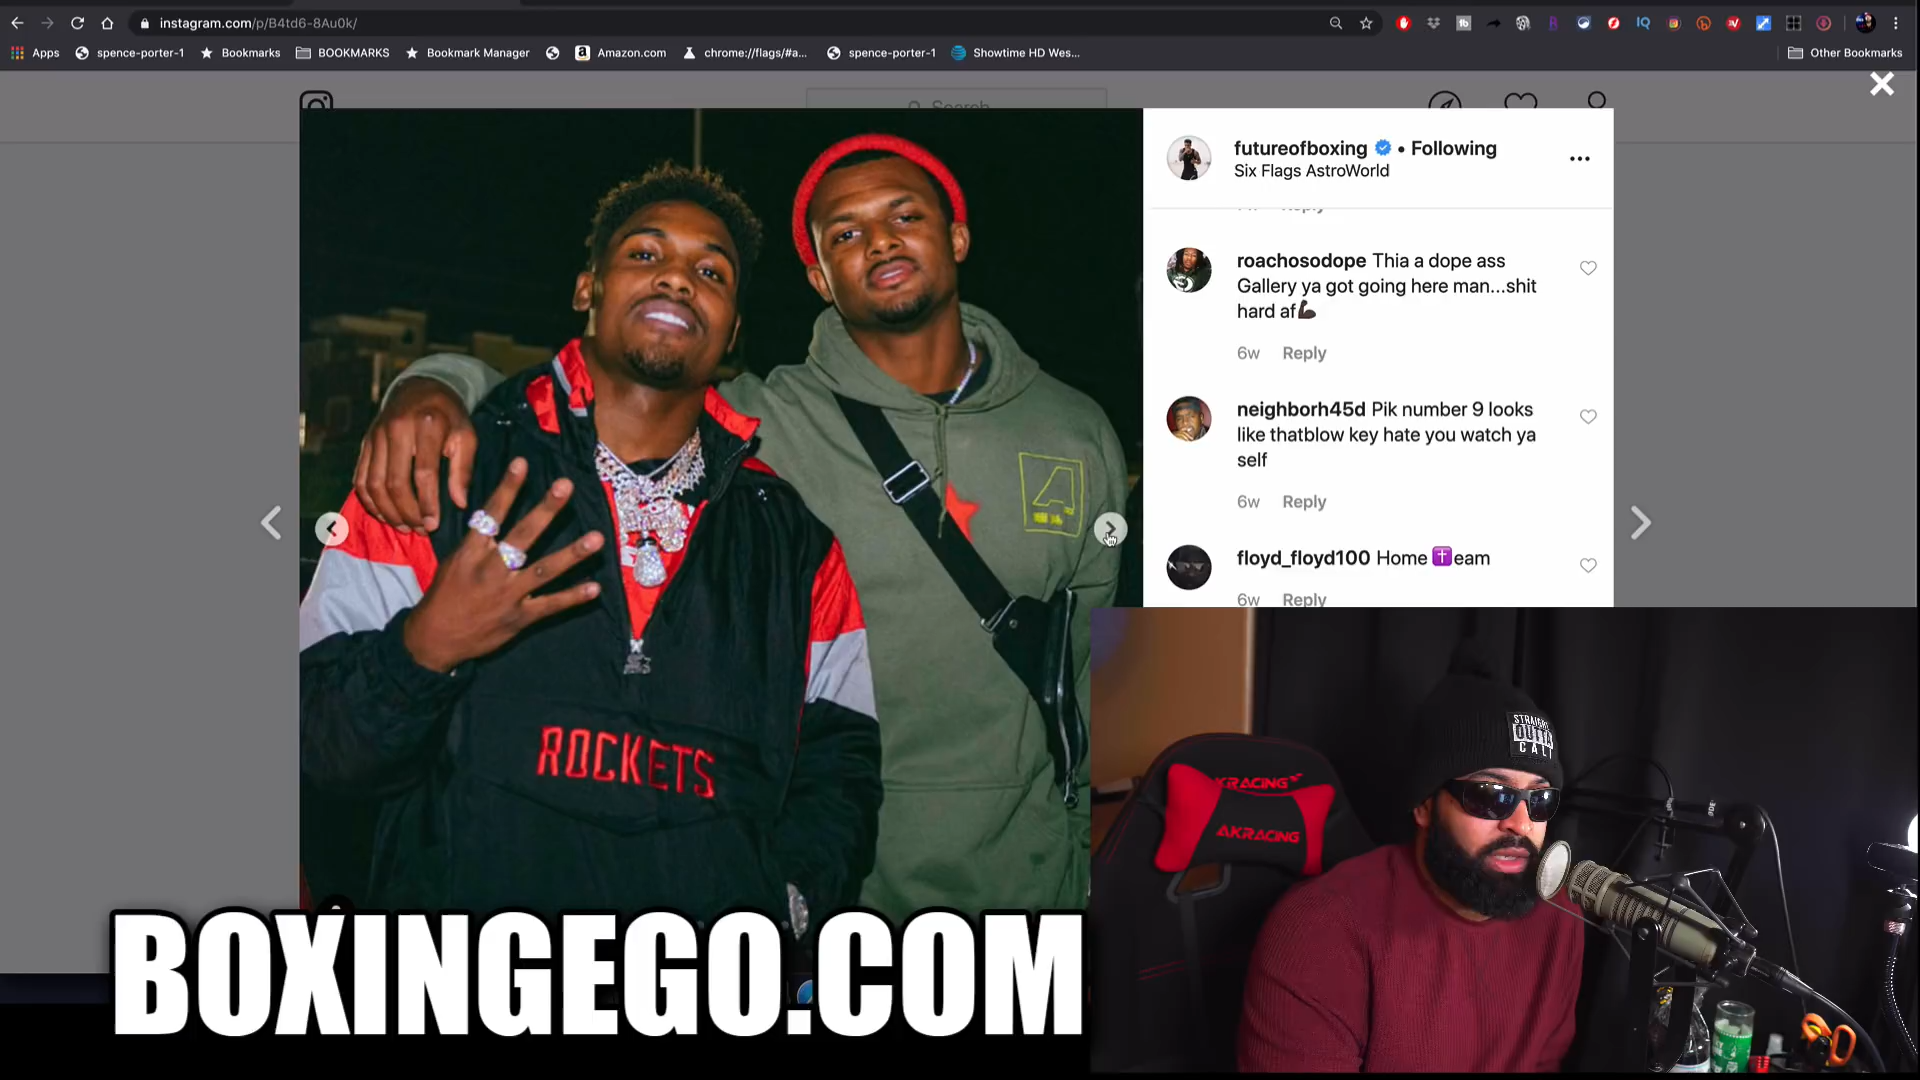 instagram.com/p/B4td6-8Au0k/
Apps spence-porter-1 Bookmarks BOOKMARKS Bookmark Manager Amazon.com chrome://flags/#a... spence-porter-1 Showtime HD Wes... Other Bookmarks
Search
futureofboxing • Following
Six Flags AstroWorld
Reply
roachosodope Thia a dope ass
Gallery ya got going here man...shit
hard af💪🏿
6w Reply
neighborh45d Pik number 9 looks
like thatblow key hate you watch ya
self
6w Reply
floyd_floyd100 Home ✝️eam
6w Reply
A
ROCKETS
STRAIGHT
OUTTA
CALI
AKRACING
AKRACING
BOXINGEGO.COM